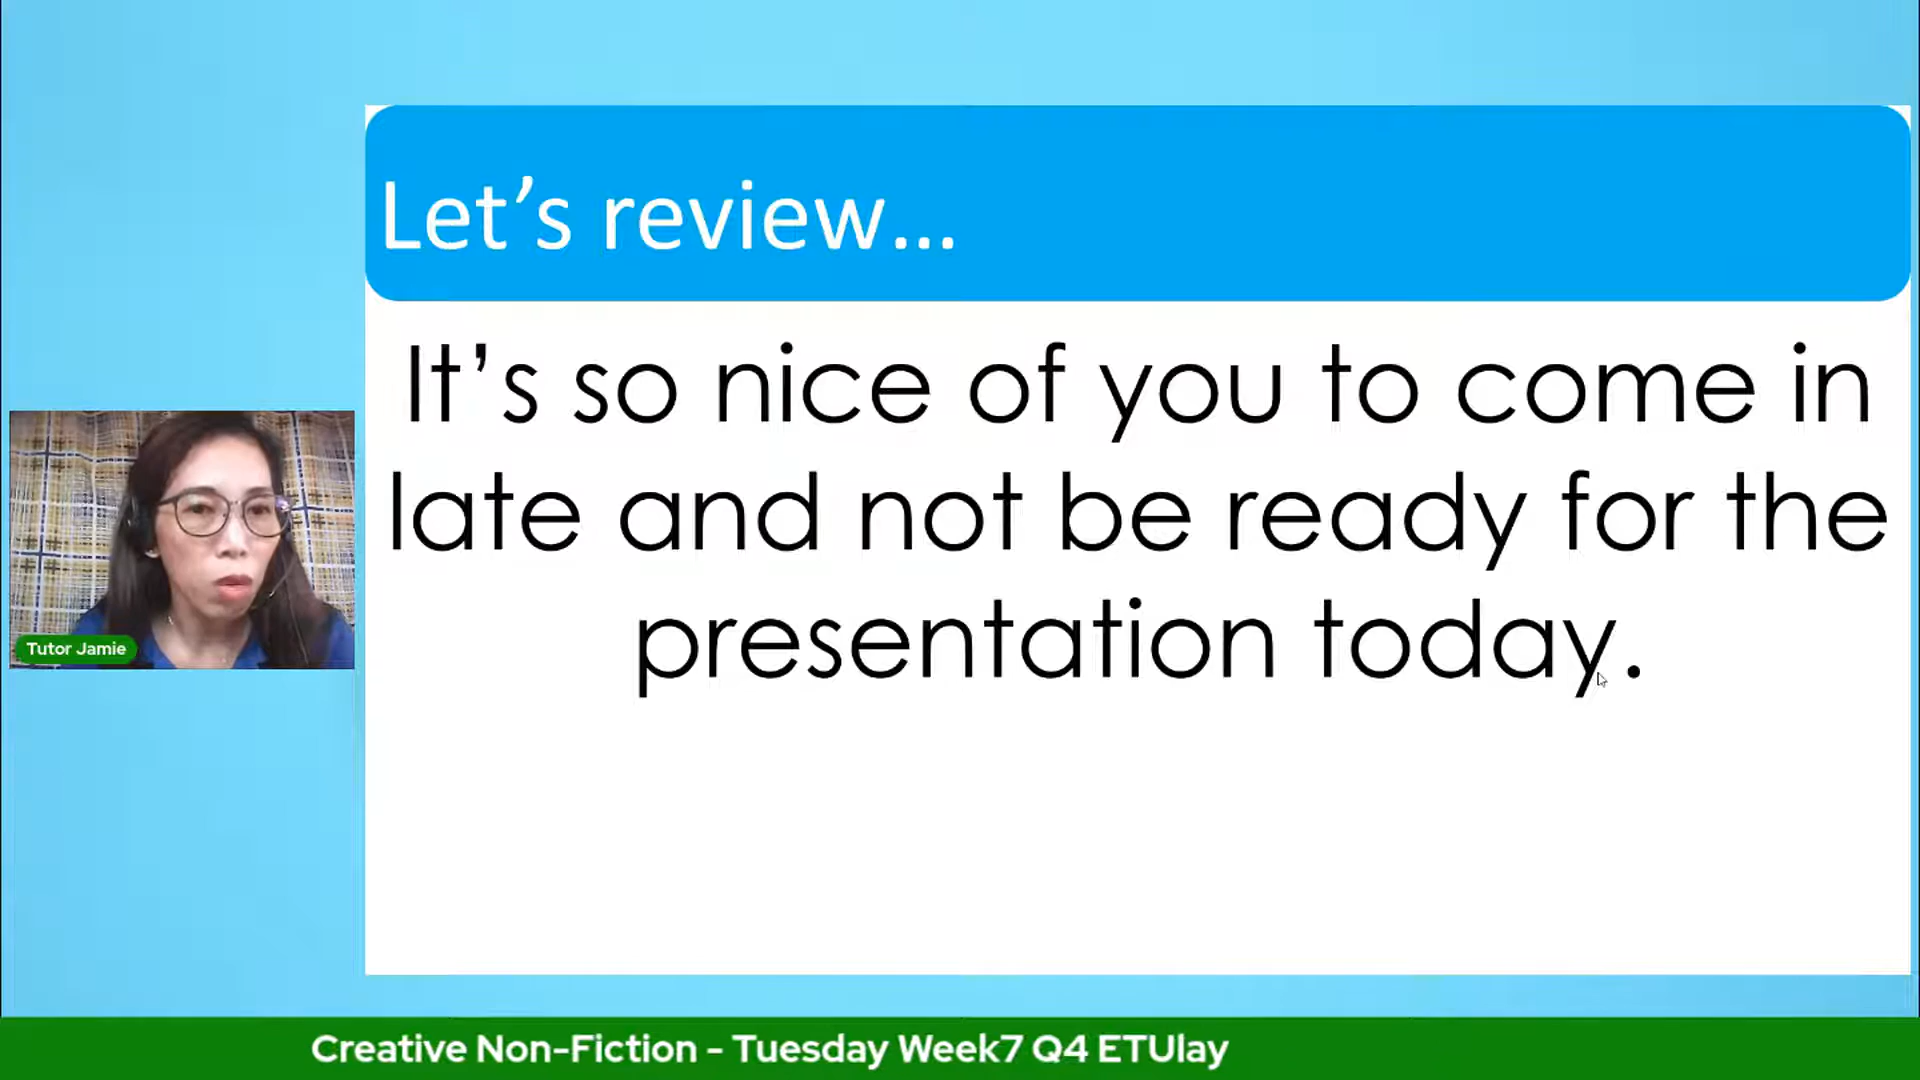 Let’s review...
It’s so nice of you to come in
late and not be ready for the
presentation today.
Tutor Jamie
Creative Non-Fiction - Tuesday Week7 Q4 ETUlay